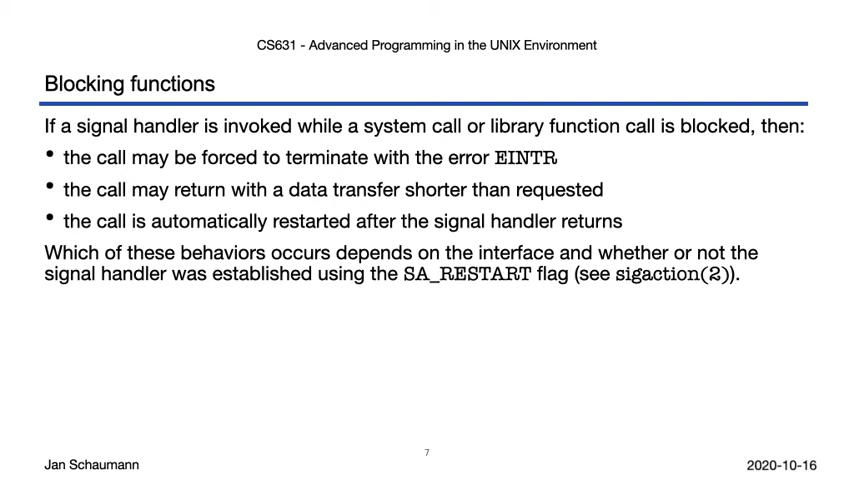 CS631 - Advanced Programming in the UNIX Environment
Blocking functions
If a signal handler is invoked while a system call or library function call is blocked, then:
• the call may be forced to terminate with the error EINTR
• the call may return with a data transfer shorter than requested
• the call is automatically restarted after the signal handler returns
Which of these behaviors occurs depends on the interface and whether or not the
signal handler was established using the SA_RESTART flag (see sigaction(2)).
7
Jan Schaumann
2020-10-16